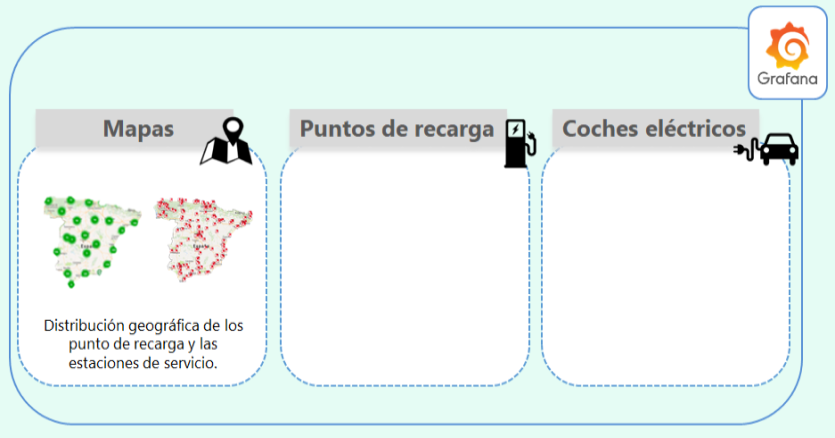 Grafana
Mapas
Puntos de recarga
Coches eléctricos
Distribución geográfica de los
punto de recarga y las
estaciones de servicio.